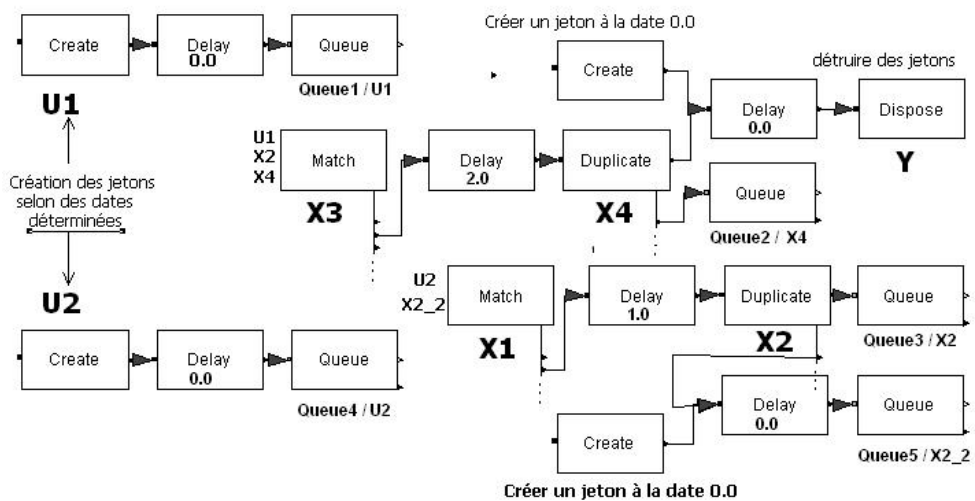 Create
Delay
0.0
Queue
Queue1 / U1
U1
Création des jetons
selon des dates
déterminées
U2
Create
Delay
0.0
Queue
Queue4 / U2
Créer un jeton à la date 0.0
Create
détruire des jetons
Delay
0.0
Dispose
Y
U1
X2
X4
Match
X3
Delay
2.0
Duplicate
X4
Queue
Queue2 / X4
U2
X2_2
Match
X1
Delay
1.0
Duplicate
X2
Queue
Queue3 / X2
Create
Delay
0.0
Queue
Queue5 / X2_2
Créer un jeton à la date 0.0